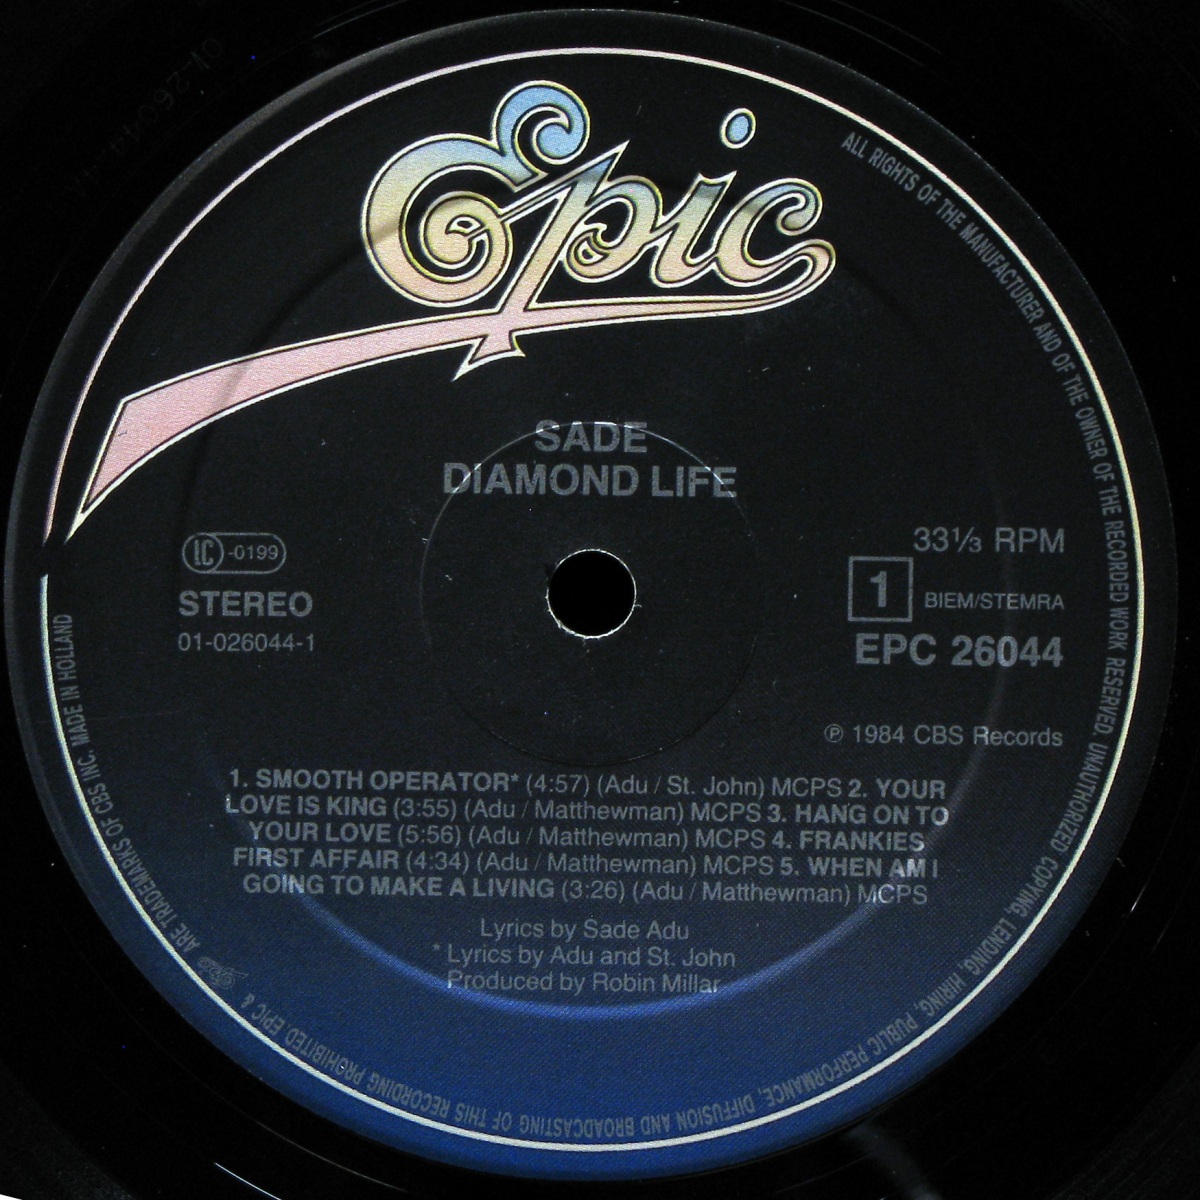 Epic
SADE
DIAMOND LIFE
LC -0199
STEREO
01-026044-1
33⅓ RPM
1 BIEM/STEMRA
EPC 26044
℗ 1984 CBS Records
1. SMOOTH OPERATOR* (4:57) (Adu / St. John) MCPS 2. YOUR
LOVE IS KING (3:55) (Adu / Matthewman) MCPS 3. HANG ON TO
YOUR LOVE (5:56) (Adu / Matthewman) MCPS 4. FRANKIES
FIRST AFFAIR (4:34) (Adu / Matthewman) MCPS 5. WHEN AM I
GOING TO MAKE A LIVING (3:26) (Adu / Matthewman) MCPS
Lyrics by Sade Adu
* Lyrics by Adu and St. John
Produced by Robin Millar
ALL RIGHTS OF THE MANUFACTURER AND OF THE OWNER OF THE RECORDED WORK RESERVED. UNAUTHORIZED COPYING, LENDING, HIRING, PUBLIC PERFORMANCE, DIFFUSION AND BROADCASTING OF THIS RECORDING PROHIBITED. EPIC & Epic ARE TRADEMARKS OF CBS INC. MADE IN HOLLAND